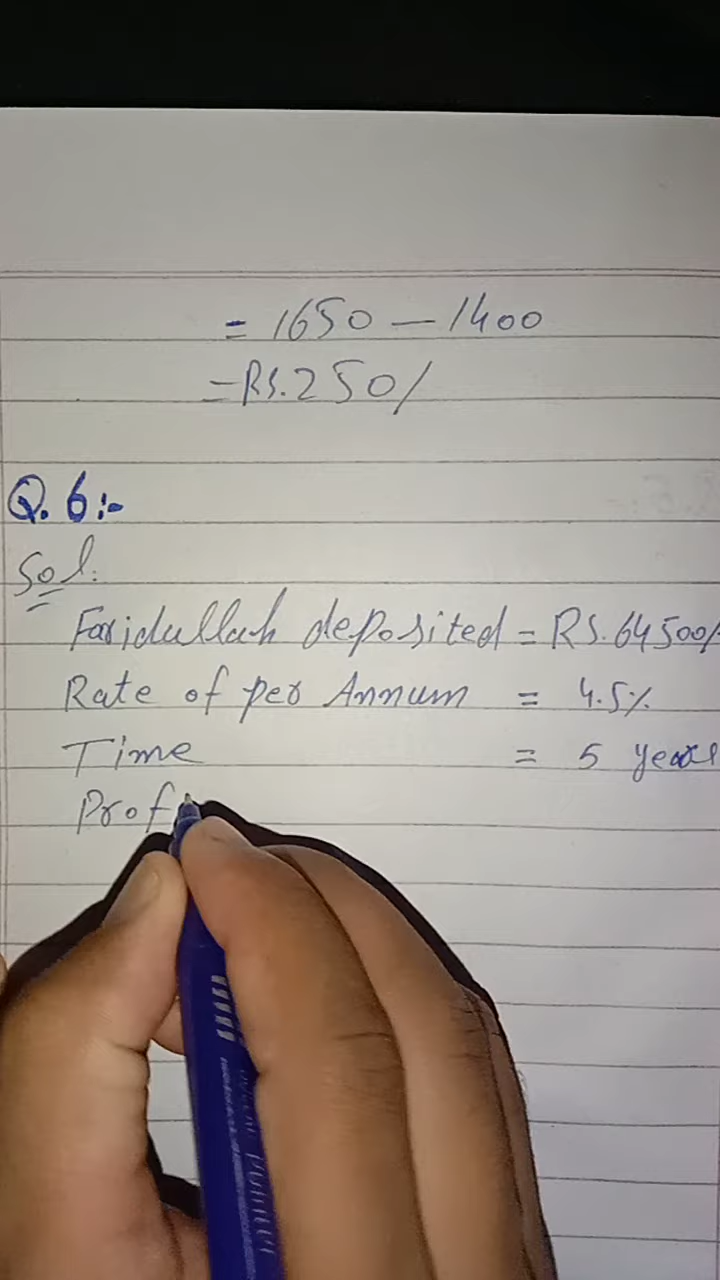 = 1650 — 1400
= RS. 250/
Q. 6 :-
Sol:
Faridullah deposited = RS. 64500/
Rate of per Annum = 4.5%
Time = 5 years
Prof